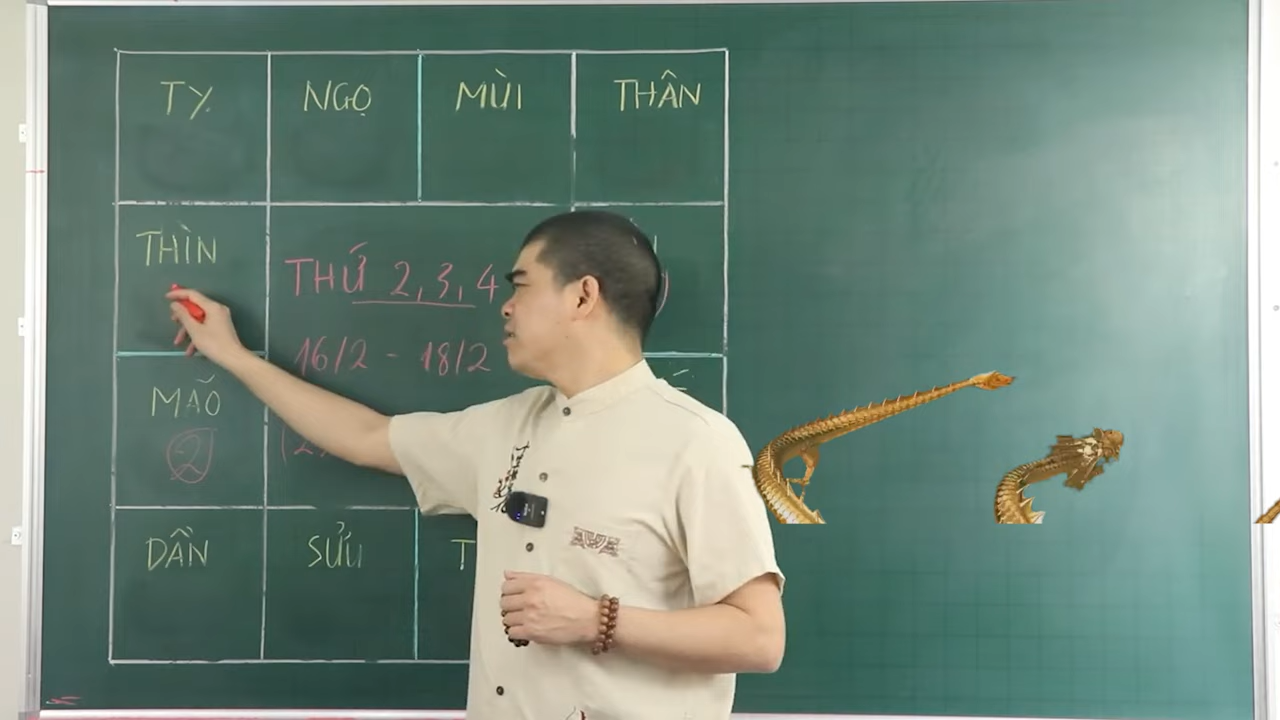 TỴ NGỌ MÙI THÂN
THÌN
THỨ 2, 3, 4
16/2 - 18/2
MÃO
2
DẦN SỬU